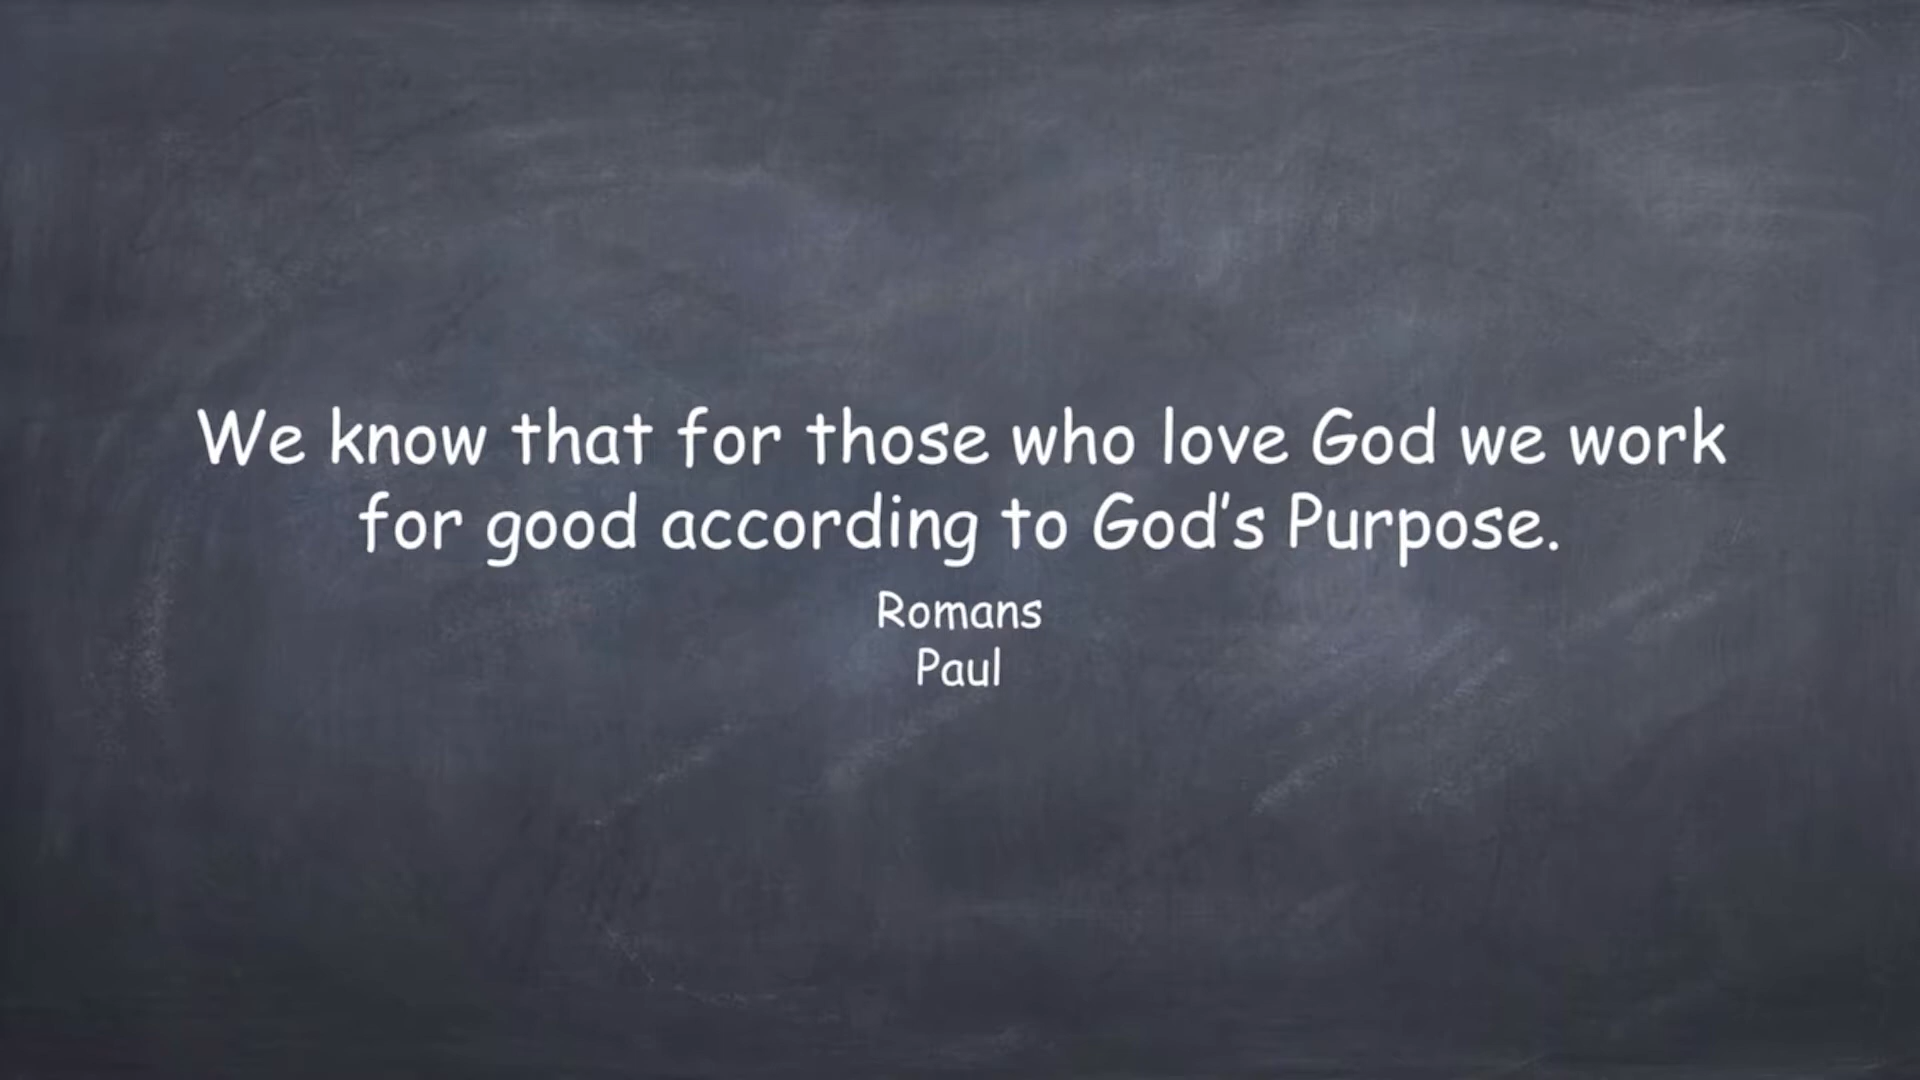 We know that for those who love God we work
for good according to God's Purpose.
Romans
Paul